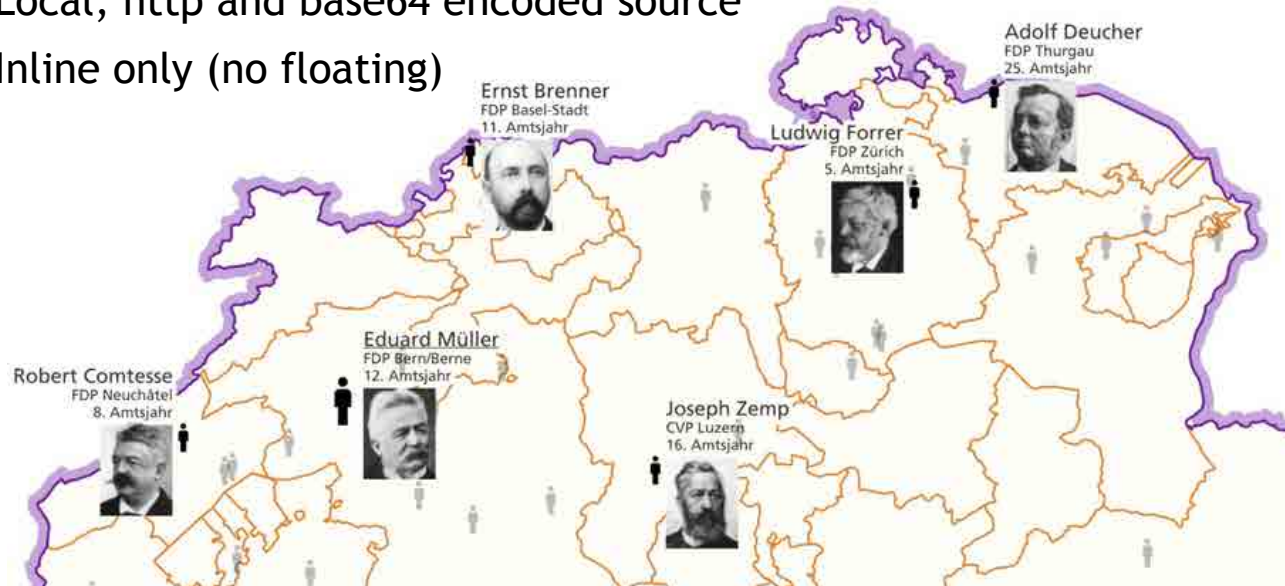 Local, http and base64 encoded source
Inline only (no floating)
Adolf Deucher
FDP Thurgau
25. Amtsjahr
Ernst Brenner
FDP Basel-Stadt
11. Amtsjahr
Ludwig Forrer
FDP Zürich
5. Amtsjahr
Eduard Müller
FDP Bern/Berne
12. Amtsjahr
Robert Comtesse
FDP Neuchâtel
8. Amtsjahr
Joseph Zemp
CVP Luzern
16. Amtsjahr